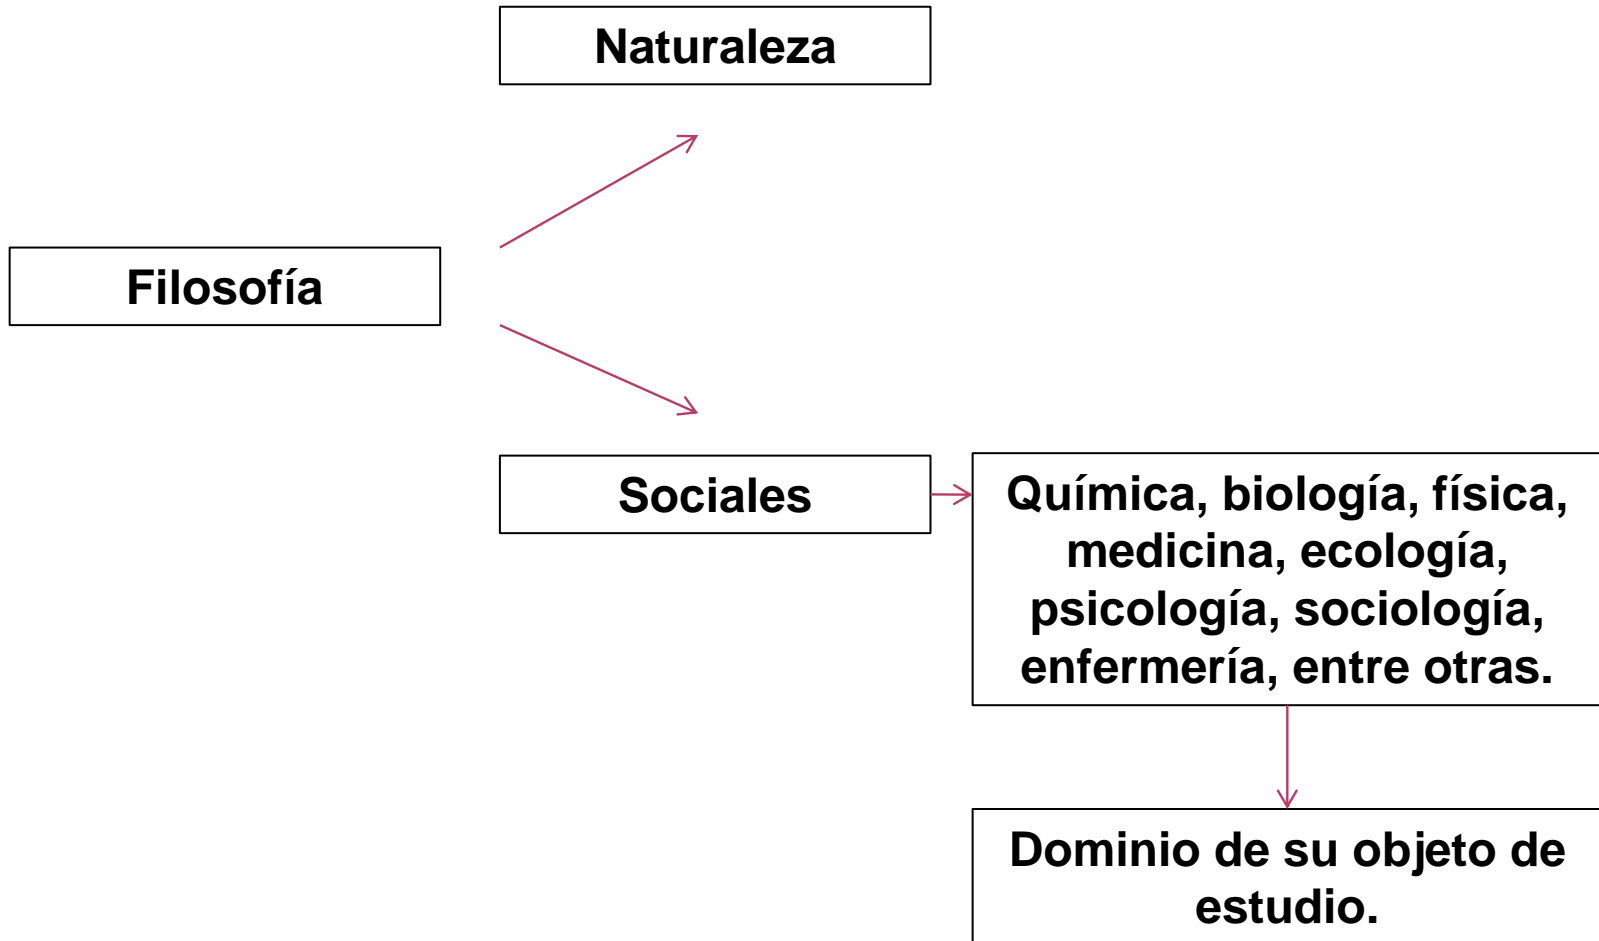 Naturaleza
Filosofía
Sociales
Química, biología, física,
medicina, ecología,
psicología, sociología,
enfermería, entre otras.
Dominio de su objeto de
estudio.